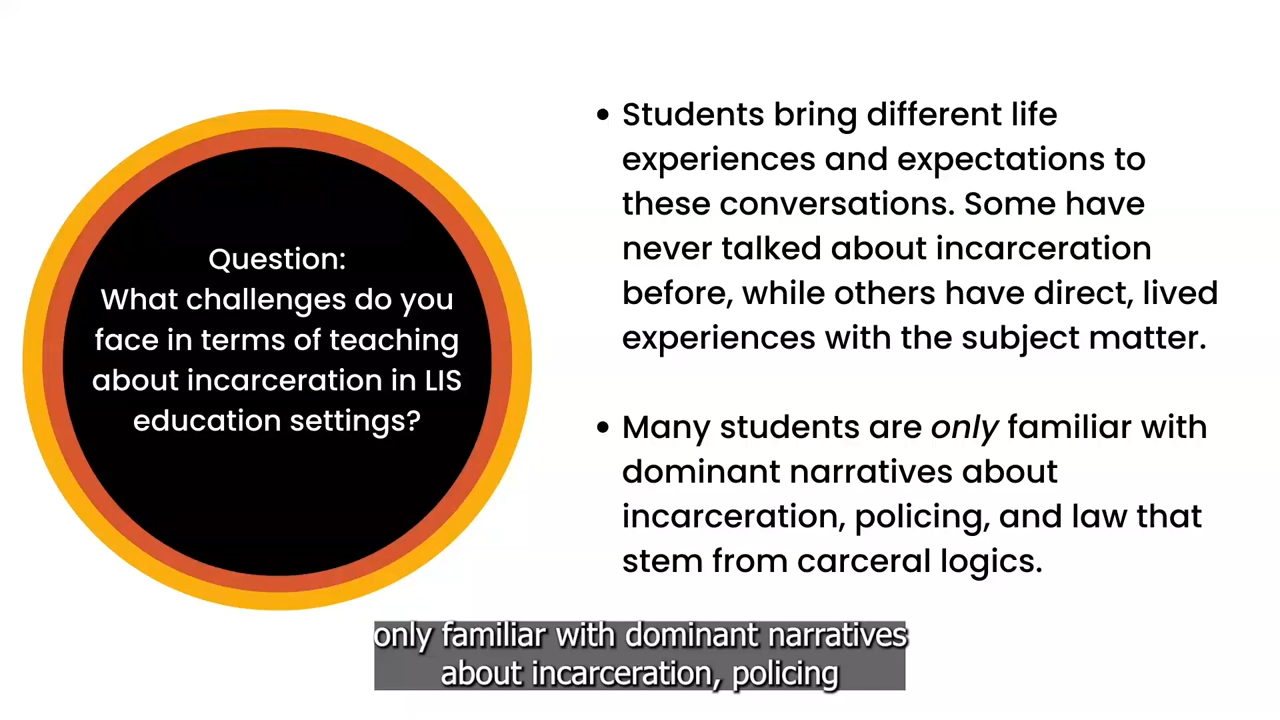 Question:
What challenges do you
face in terms of teaching
about incarceration in LIS
education settings?
• Students bring different life
experiences and expectations to
these conversations. Some have
never talked about incarceration
before, while others have direct, lived
experiences with the subject matter.
• Many students are only familiar with
dominant narratives about
incarceration, policing, and law that
stem from carceral logics.
only familiar with dominant narratives
about incarceration, policing